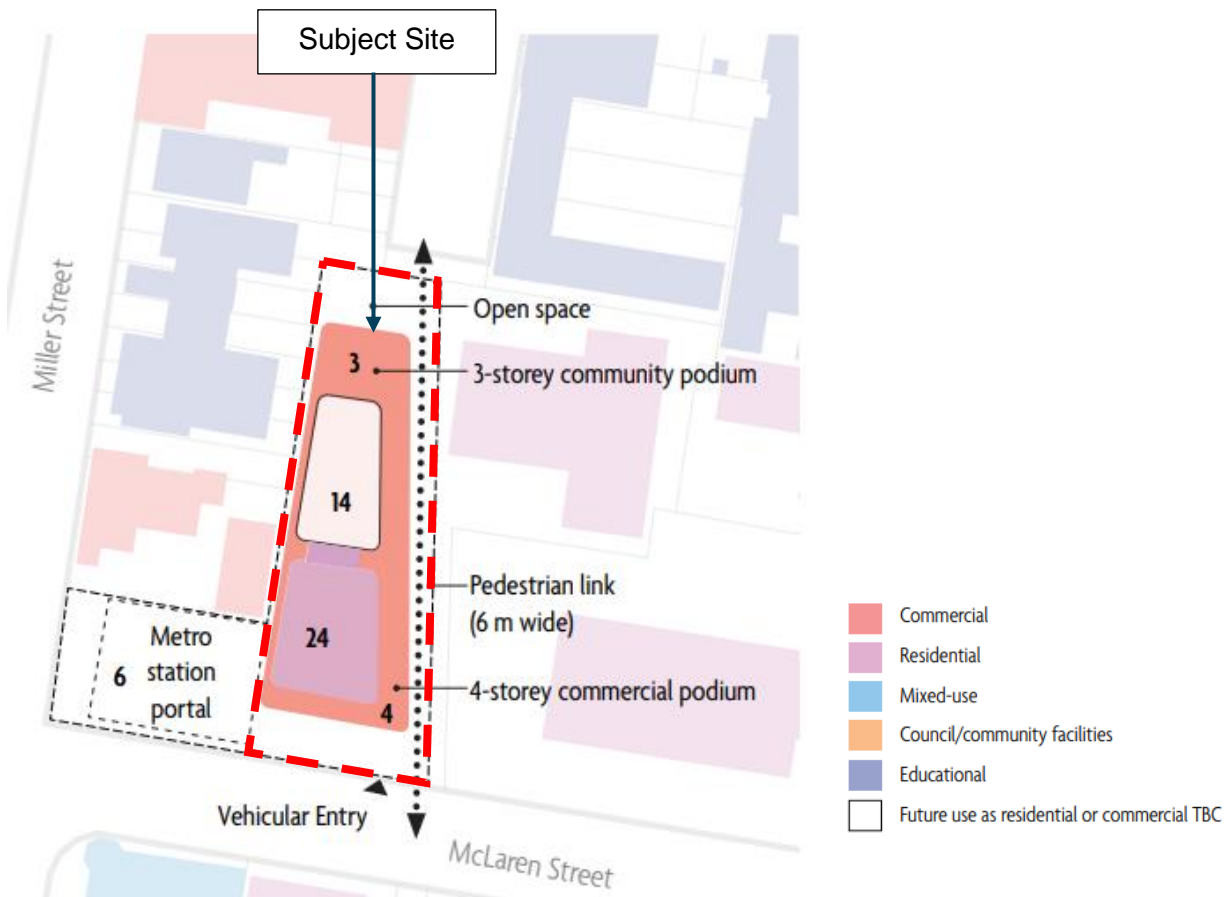 Subject Site
Miller Street
Open space
3
3-storey community podium
14
Pedestrian link
(6 m wide)
24
Metro
station
portal
6
4-storey commercial podium
4
Vehicular Entry
McLaren Street
Commercial
Residential
Mixed-use
Council/community facilities
Educational
Future use as residential or commercial TBC